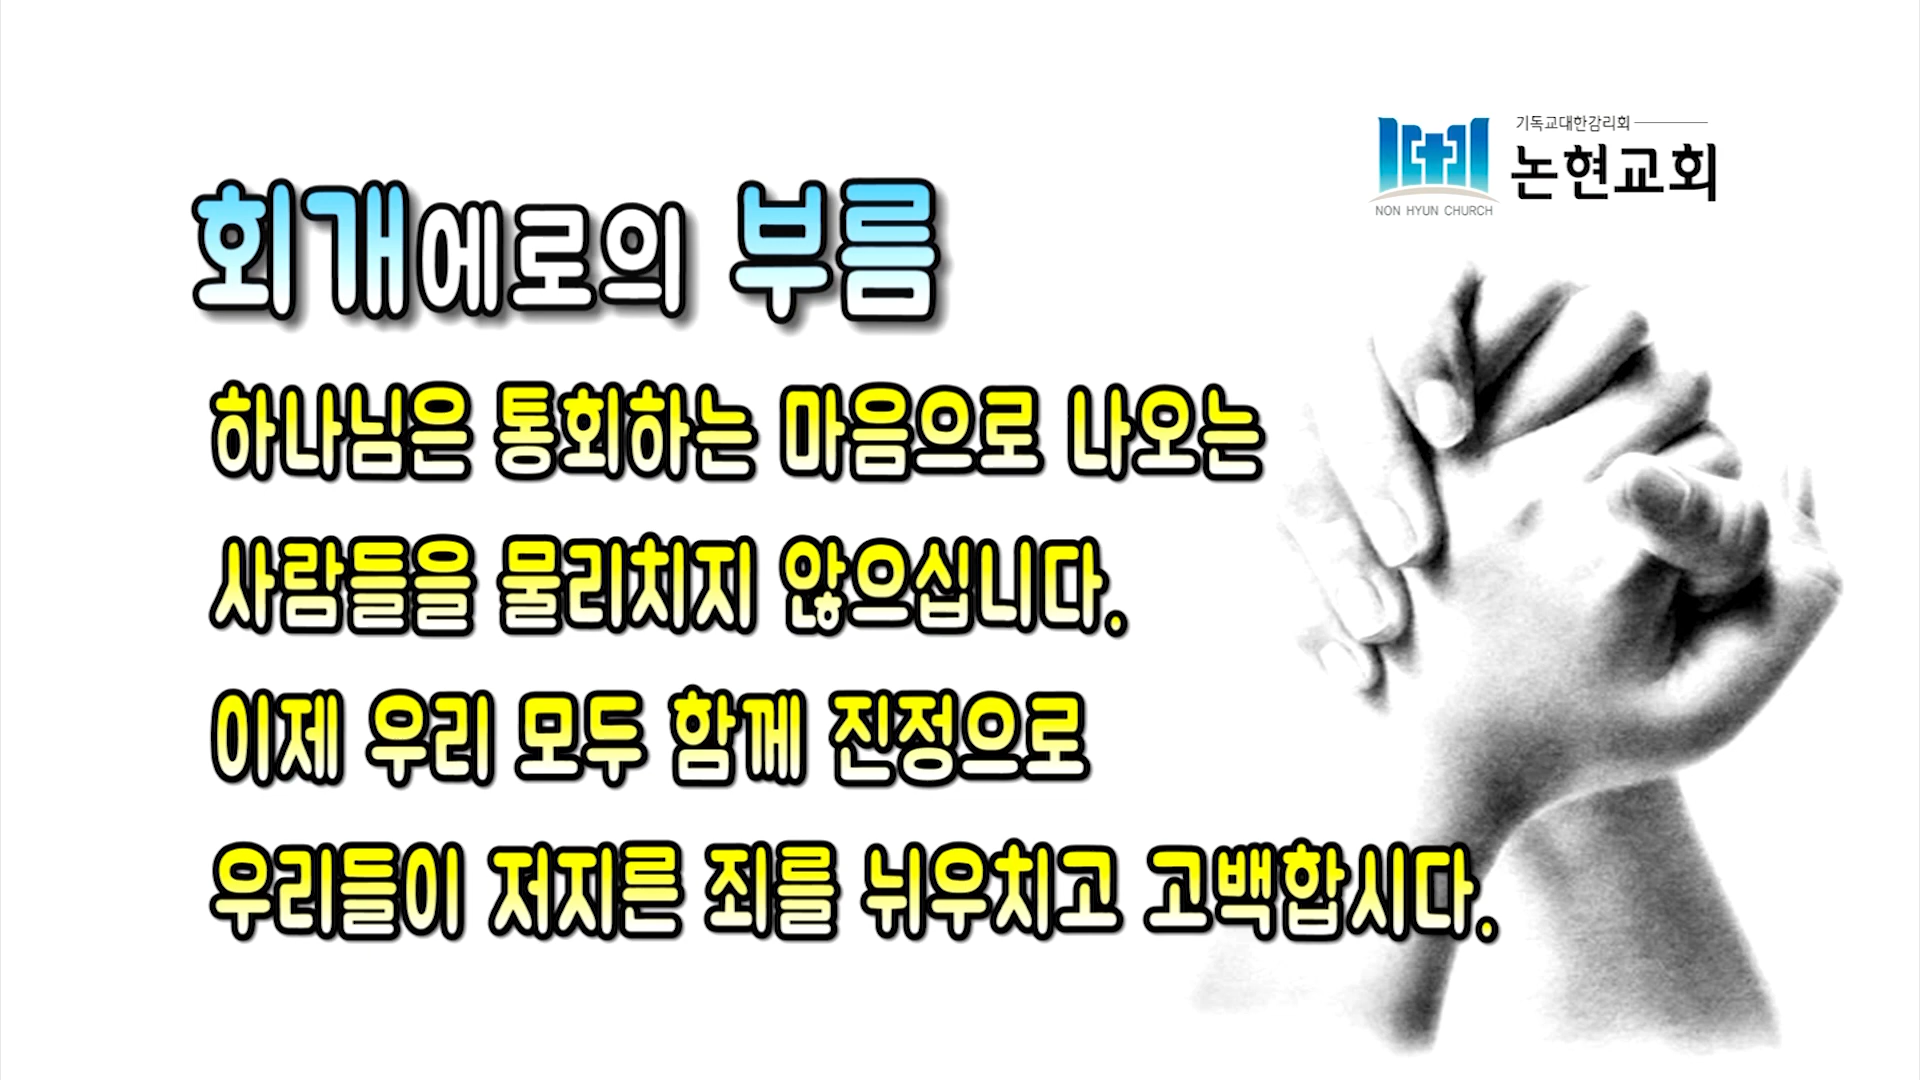 기독교대한감리회
논현교회
NON HYUN CHURCH
회개에로의 부름
하나님은 통회하는 마음으로 나오는
사람들을 물리치지 않으십니다.
이제 우리 모두 함께 진정으로
우리들이 저지른 죄를 뉘우치고 고백합시다.